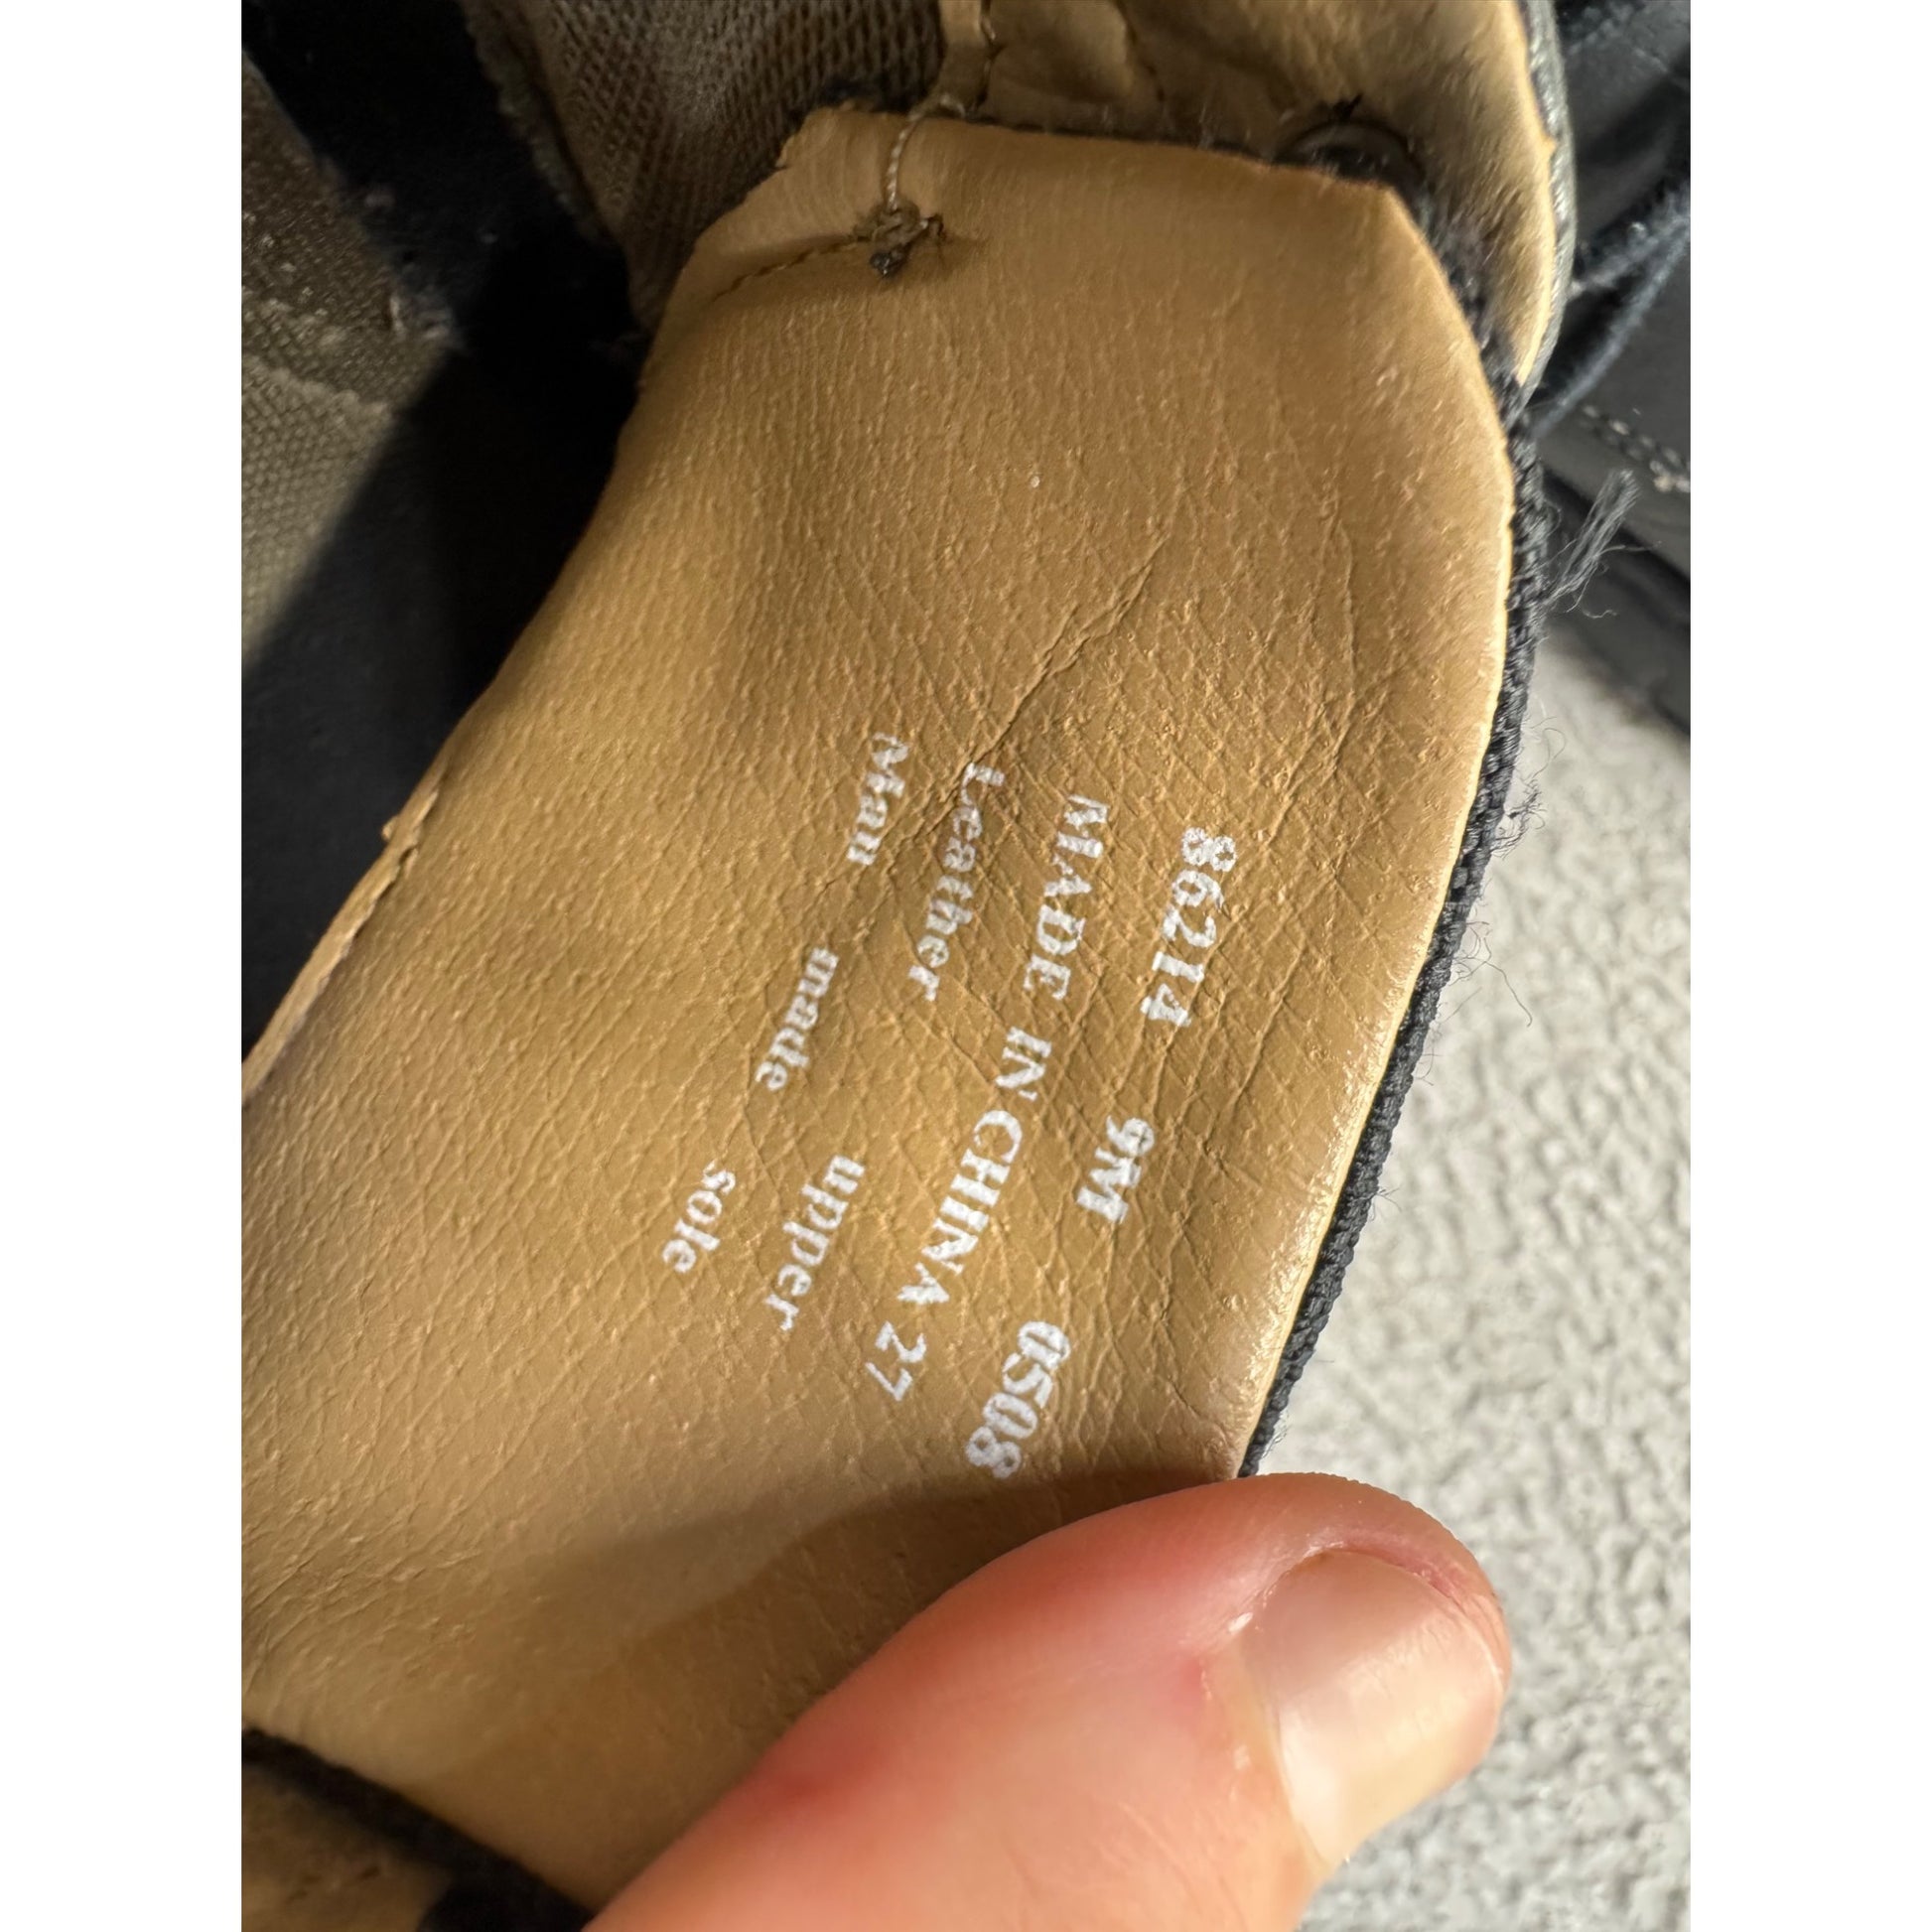 86214 9M 0508
MADE IN CHINA 27
Leather upper
Man made sole